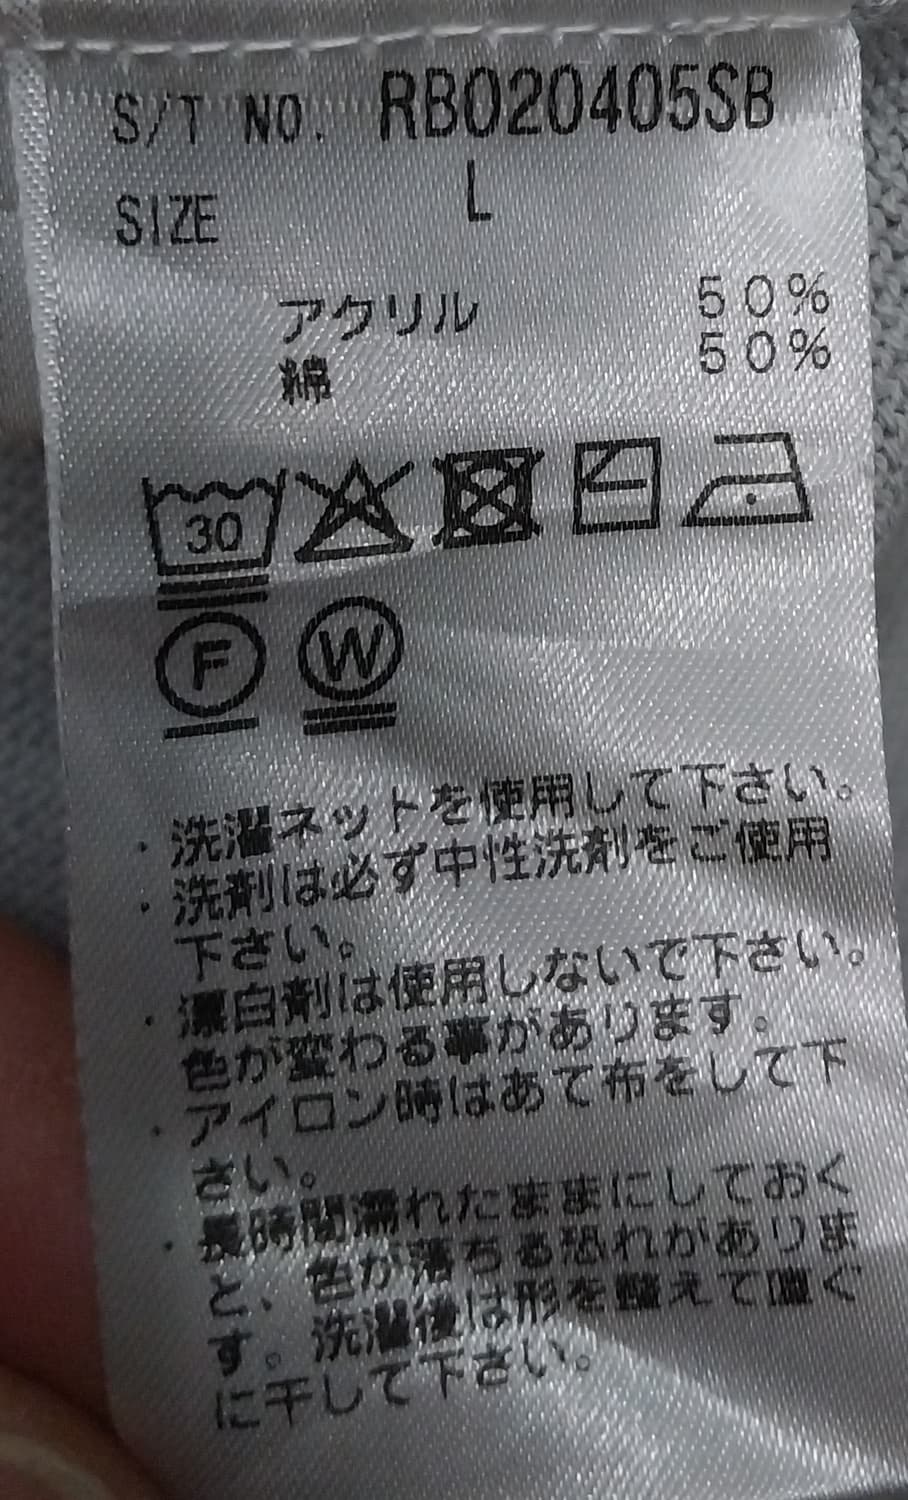 S/T NO. RB020405SB
SIZE L
アクリル 50%
綿 50%
30
F W
・洗濯ネットを使用して下さい。
・洗剤は必ず中性洗剤をご使用
下さい。
・漂白剤は使用しないで下さい。
色が変わる事があります。
・アイロン時はあて布をして下
さい。
・長時間濡れたままにしておく
と、色が落ちる恐れがありま
す。洗濯後は形を整えて直ぐ
に干して下さい。